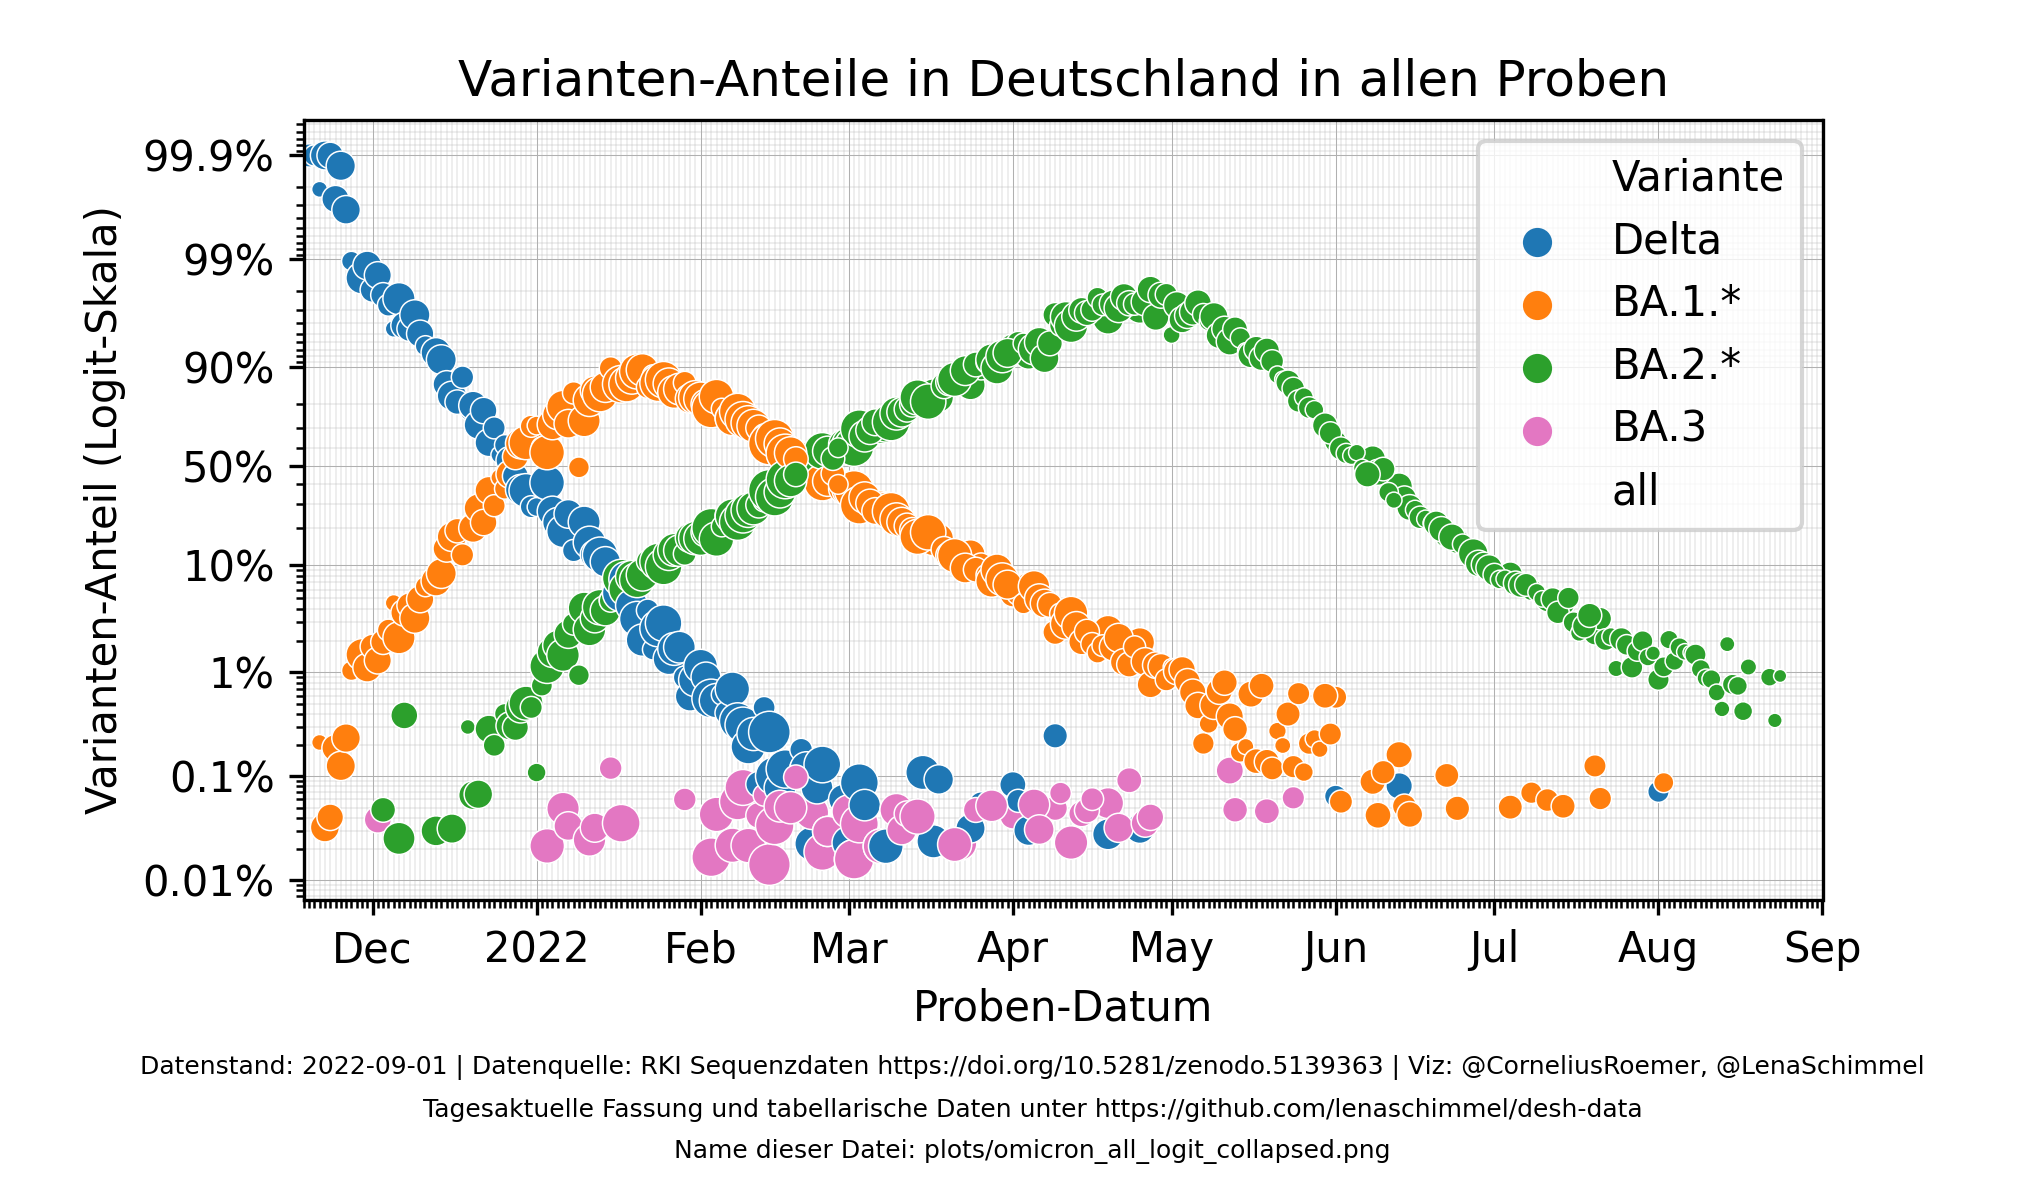 Varianten-Anteile in Deutschland in allen Proben
Varianten-Anteil (Logit-Skala)
99.9%
99%
90%
50%
10%
1%
0.1%
0.01%
Variante
Delta
BA.1.*
BA.2.*
BA.3
all
Dec 2022 Feb Mar Apr May Jun Jul Aug Sep
Proben-Datum
Datenstand: 2022-09-01 | Datenquelle: RKI Sequenzdaten https://doi.org/10.5281/zenodo.5139363 | Viz: @CorneliusRoemer, @LenaSchimmel
Tagesaktuelle Fassung und tabellarische Daten unter https://github.com/lenaschimmel/desh-data
Name dieser Datei: plots/omicron_all_logit_collapsed.png